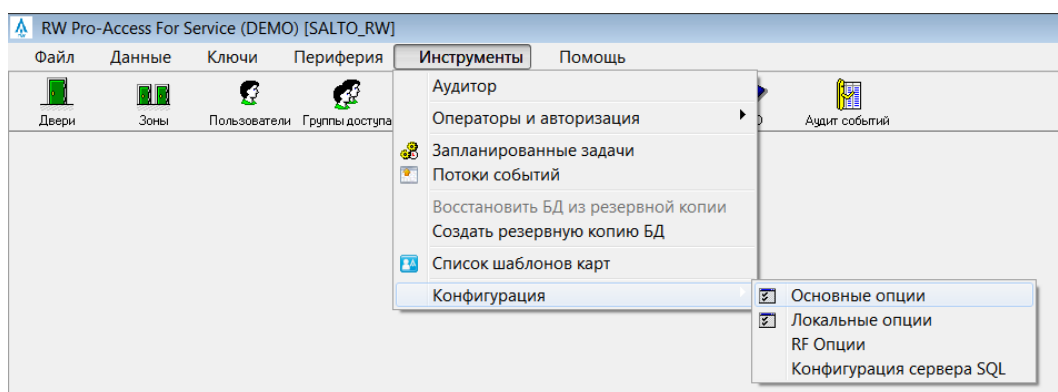 RW Pro-Access For Service (DEMO) [SALTO_RW]
Файл Данные Ключи Периферия Инструменты Помощь
Двери Зоны Пользователи Группы доступа Аудит событий
Аудитор
Операторы и авторизация
Запланированные задачи
Потоки событий
Восстановить БД из резервной копии
Создать резервную копию БД
Список шаблонов карт
Конфигурация
Основные опции
Локальные опции
RF Опции
Конфигурация сервера SQL